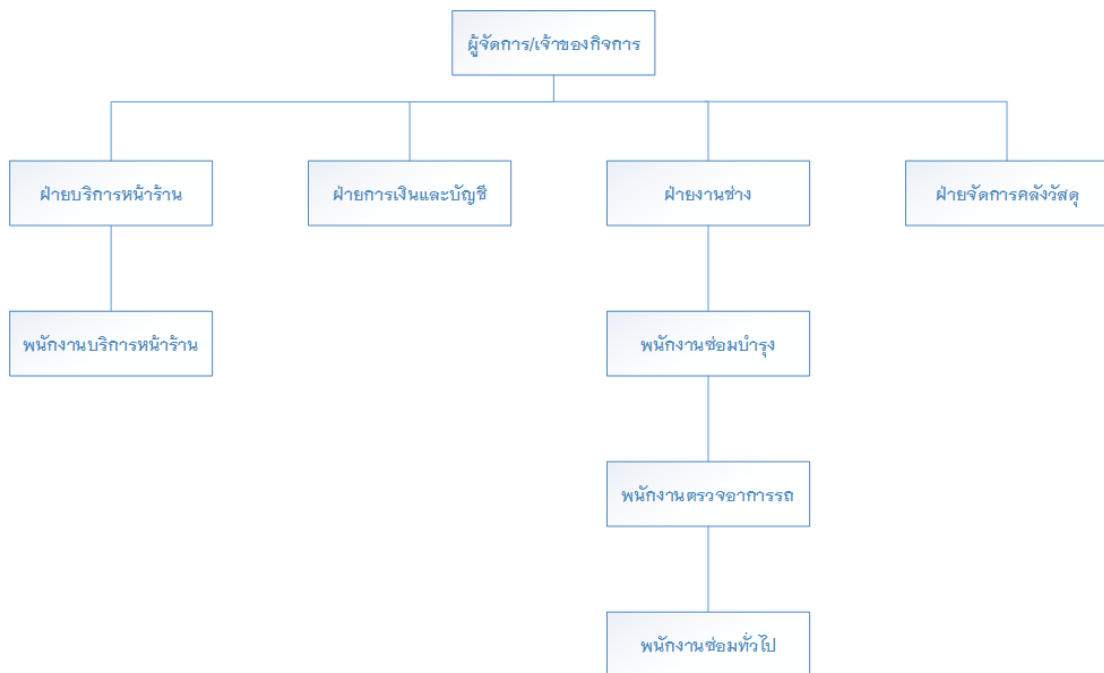 ผู้จัดการ/เจ้าของกิจการ
ฝ่ายบริการหน้าร้าน
ฝ่ายการเงินและบัญชี
ฝ่ายงานช่าง
ฝ่ายจัดการคลังวัสดุ
พนักงานบริการหน้าร้าน
พนักงานซ่อมบำรุง
พนักงานตรวจอาการรถ
พนักงานซ่อมทั่วไป